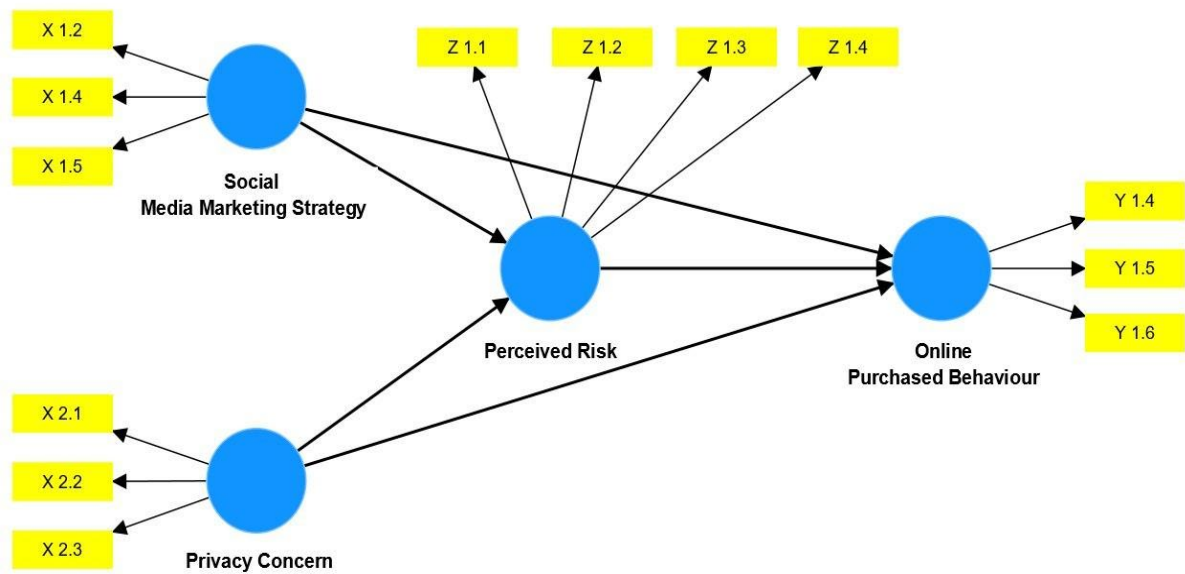 X 1.2
X 1.4
X 1.5
Social
Media Marketing Strategy
Z 1.1
Z 1.2
Z 1.3
Z 1.4
Perceived Risk
Y 1.4
Y 1.5
Y 1.6
Online
Purchased Behaviour
X 2.1
X 2.2
X 2.3
Privacy Concern